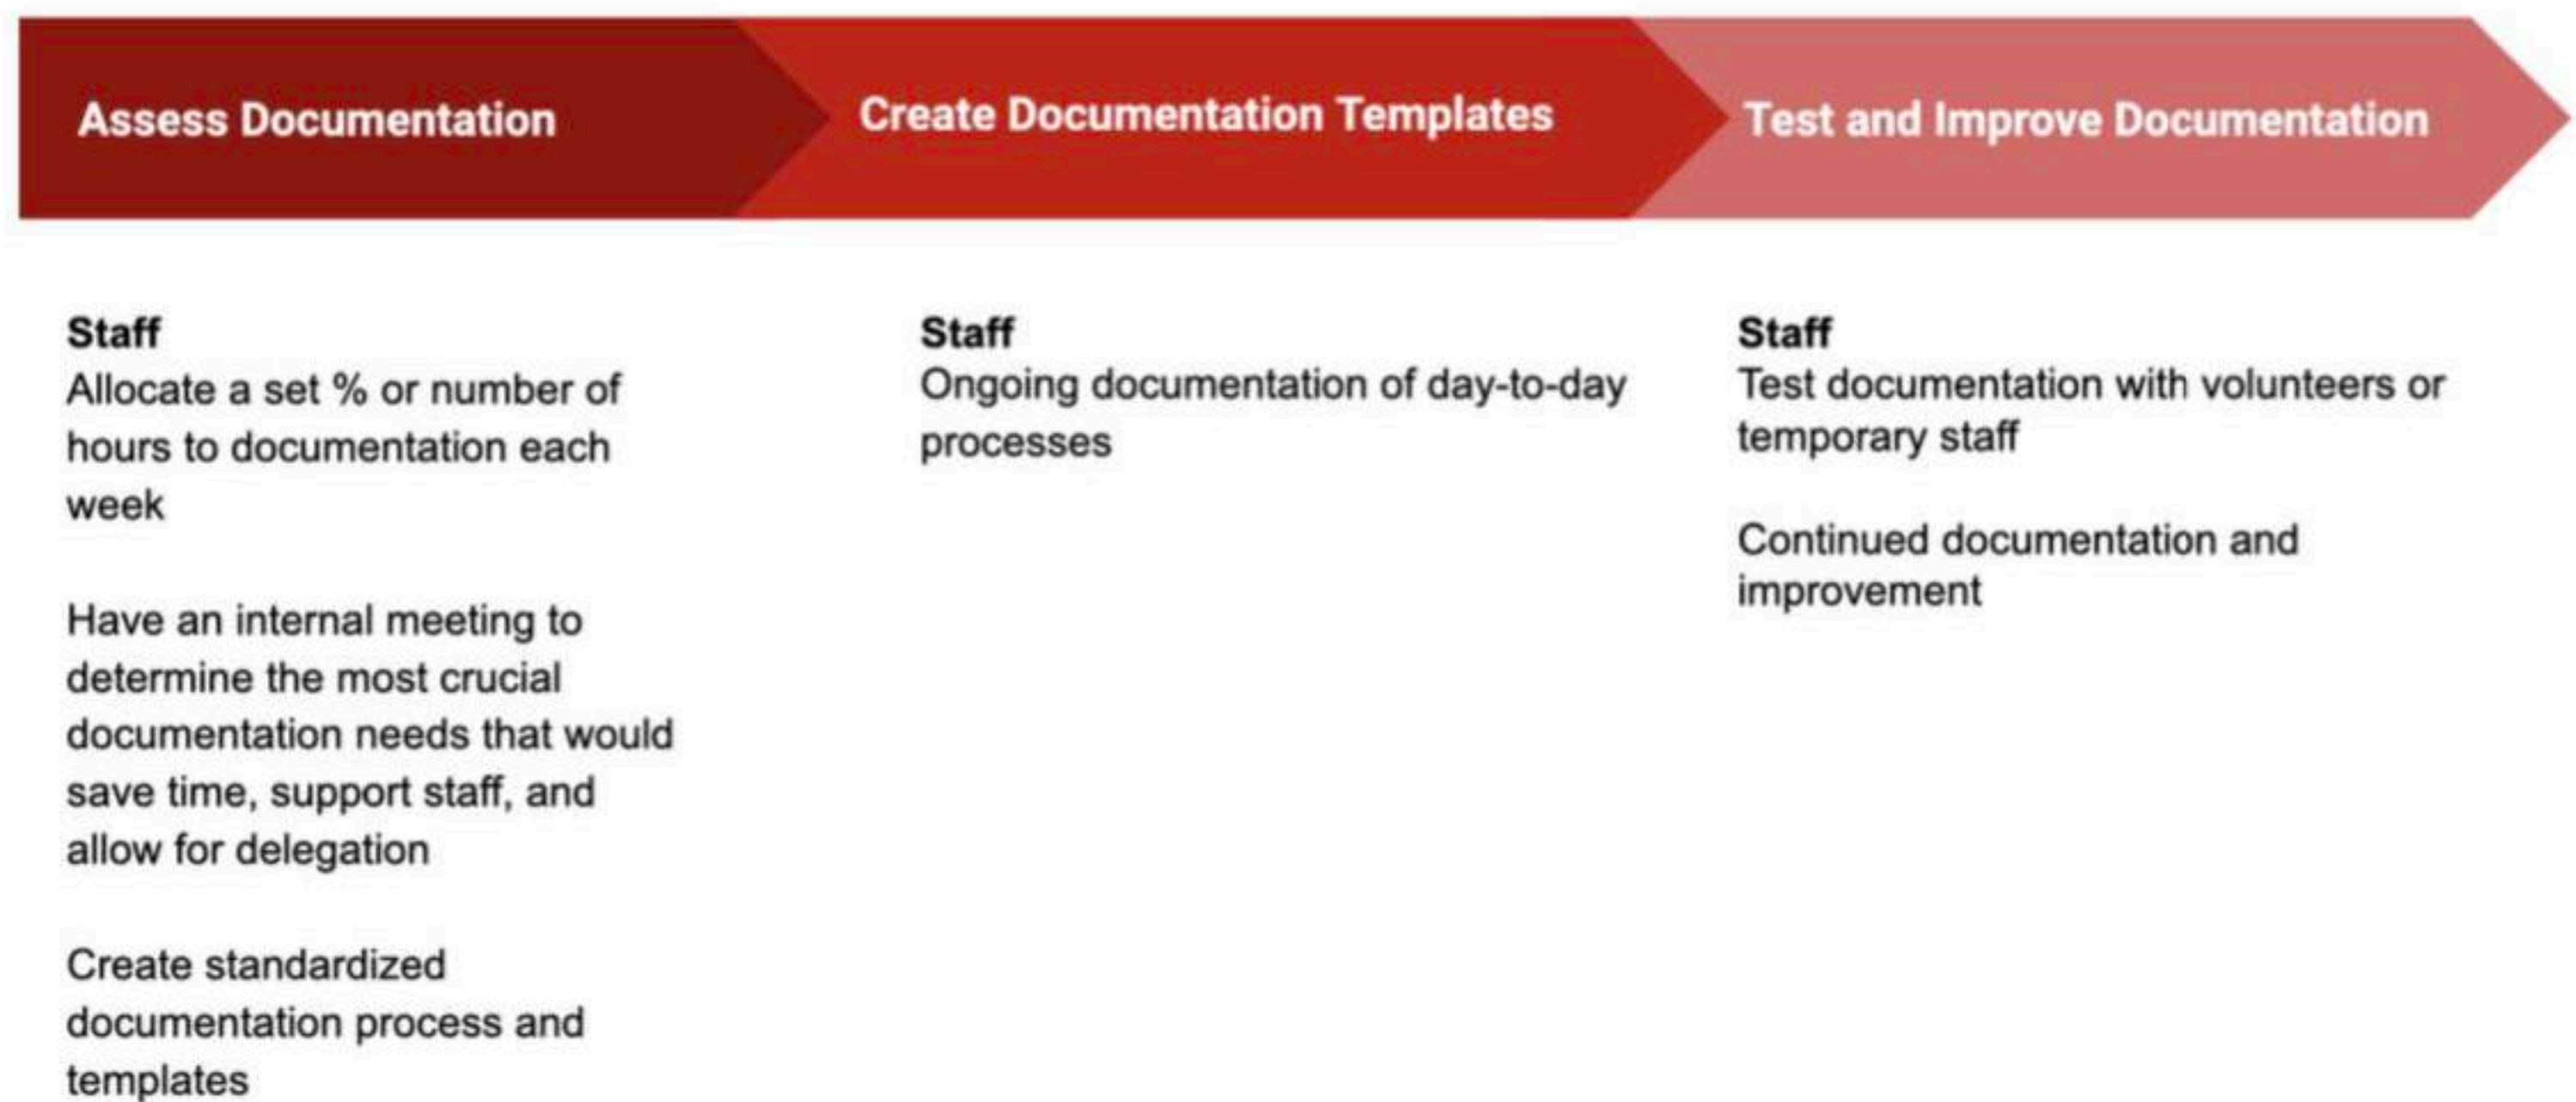 Assess Documentation
Create Documentation Templates
Test and Improve Documentation
Staff
Allocate a set % or number of
hours to documentation each
week
Have an internal meeting to
determine the most crucial
documentation needs that would
save time, support staff, and
allow for delegation
Create standardized
documentation process and
templates
Staff
Ongoing documentation of day-to-day
processes
Staff
Test documentation with volunteers or
temporary staff
Continued documentation and
improvement